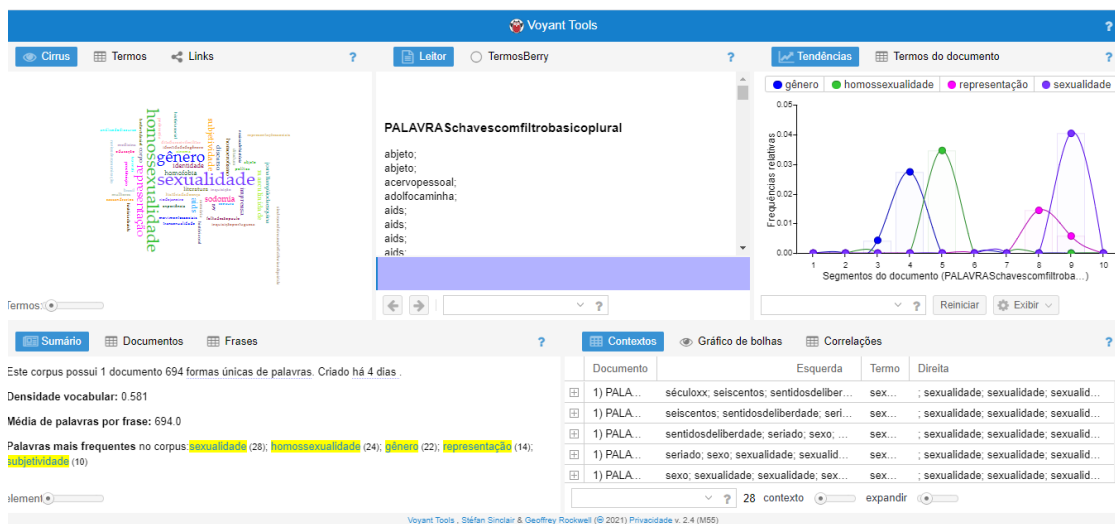 Voyant Tools ?
Cirrus Termos Links ?
Leitor TermosBerry ?
Tendências Termos do documento ?
homossexualidade
gênero
sexualidade
representação
subjetividade
identidade
homofobia
literatura
sodomia
aids
imprensa
discurso
PALAVRASchavescomfiltrobasicoplural
abjeto;
abjeto;
acervopessoal;
adolfocaminha;
aids;
aids;
aids;
aids;
?
gênero homossexualidade representação sexualidade
Frequências relativas
0.05
0.04
0.03
0.02
0.01
0.00
1 2 3 4 5 6 7 8 9 10
Segmentos do documento (PALAVRASchavescomfiltroba…)
? Reiniciar Exibir
Termos:
Sumário Documentos Frases ?
Este corpus possui 1 documento 694 formas únicas de palavras. Criado há 4 dias .
Densidade vocabular: 0.581
Média de palavras por frase: 694.0
Palavras mais frequentes no corpus:sexualidade (28); homossexualidade (24); gênero (22); representação (14);
subjetividade (10)
element
Contextos Gráfico de bolhas Correlações ?
Documento Esquerda Termo Direita
1) PALA... séculoxx; seiscentos; sentidosdeliber... sex... ; sexualidade; sexualidade; sexualid...
1) PALA... seiscentos; sentidosdeliberdade; seri... sex... ; sexualidade; sexualidade; sexualid...
1) PALA... sentidosdeliberdade; seriado; sexo; ... sex... ; sexualidade; sexualidade; sexualid...
1) PALA... seriado; sexo; sexualidade; sexualid... sex... ; sexualidade; sexualidade; sexualid...
1) PALA... sexo; sexualidade; sexualidade; sex... sex... ; sexualidade; sexualidade; sexualid...
? 28 contexto expandir
Voyant Tools , Stéfan Sinclair & Geoffrey Rockwell (© 2021) Privacidade v. 2.4 (M55)